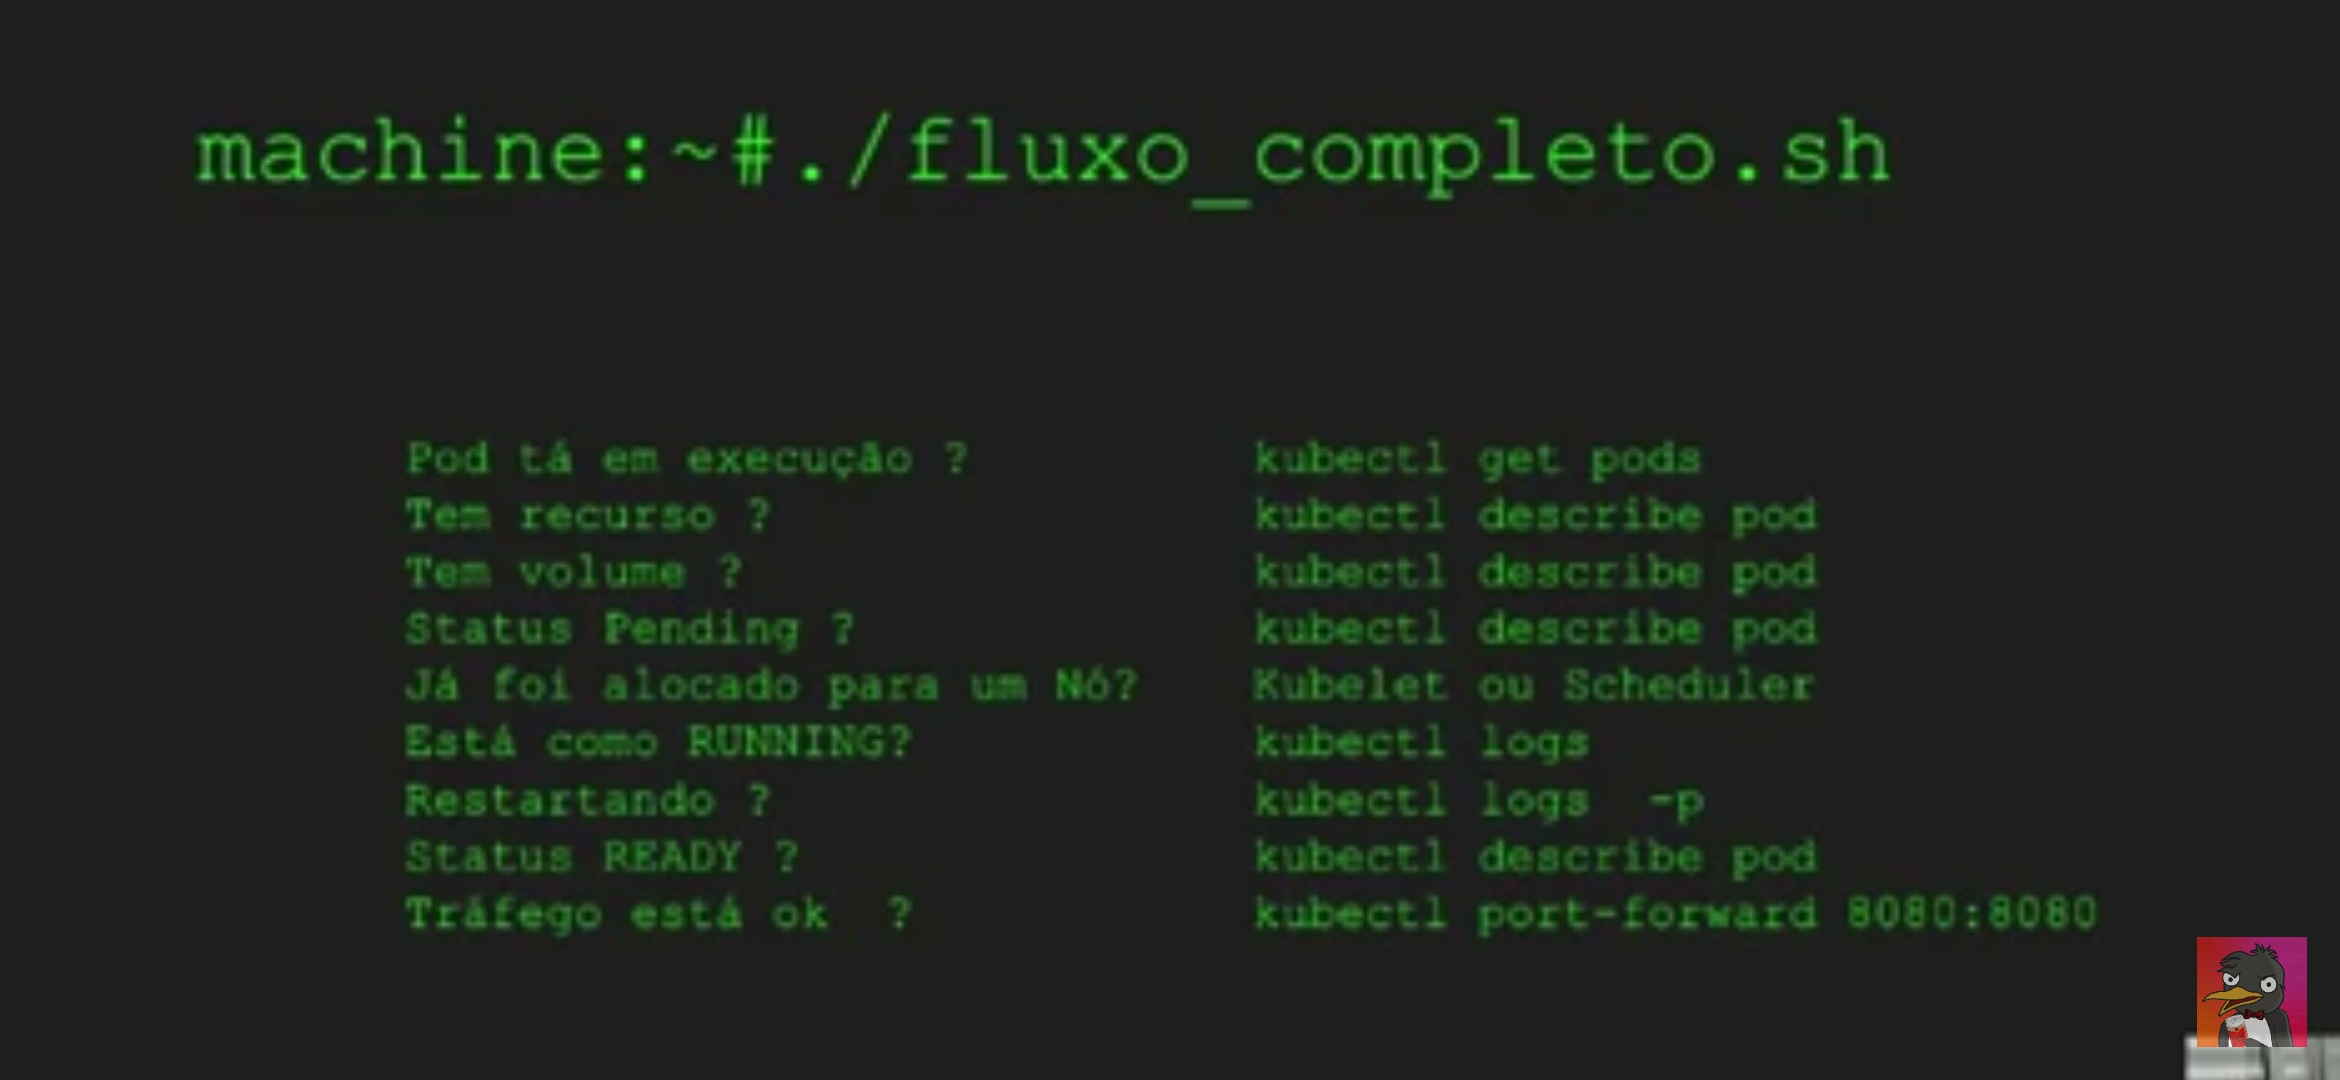 machine:~#./fluxo_completo.sh
Pod tá em execução ? kubectl get pods
Tem recurso ? kubectl describe pod
Tem volume ? kubectl describe pod
Status Pending ? kubectl describe pod
Já foi alocado para um Nó? Kubelet ou Scheduler
Está como RUNNING? kubectl logs
Restartando ? kubectl logs -p
Status READY ? kubectl describe pod
Tráfego está ok ? kubectl port-forward 8080:8080